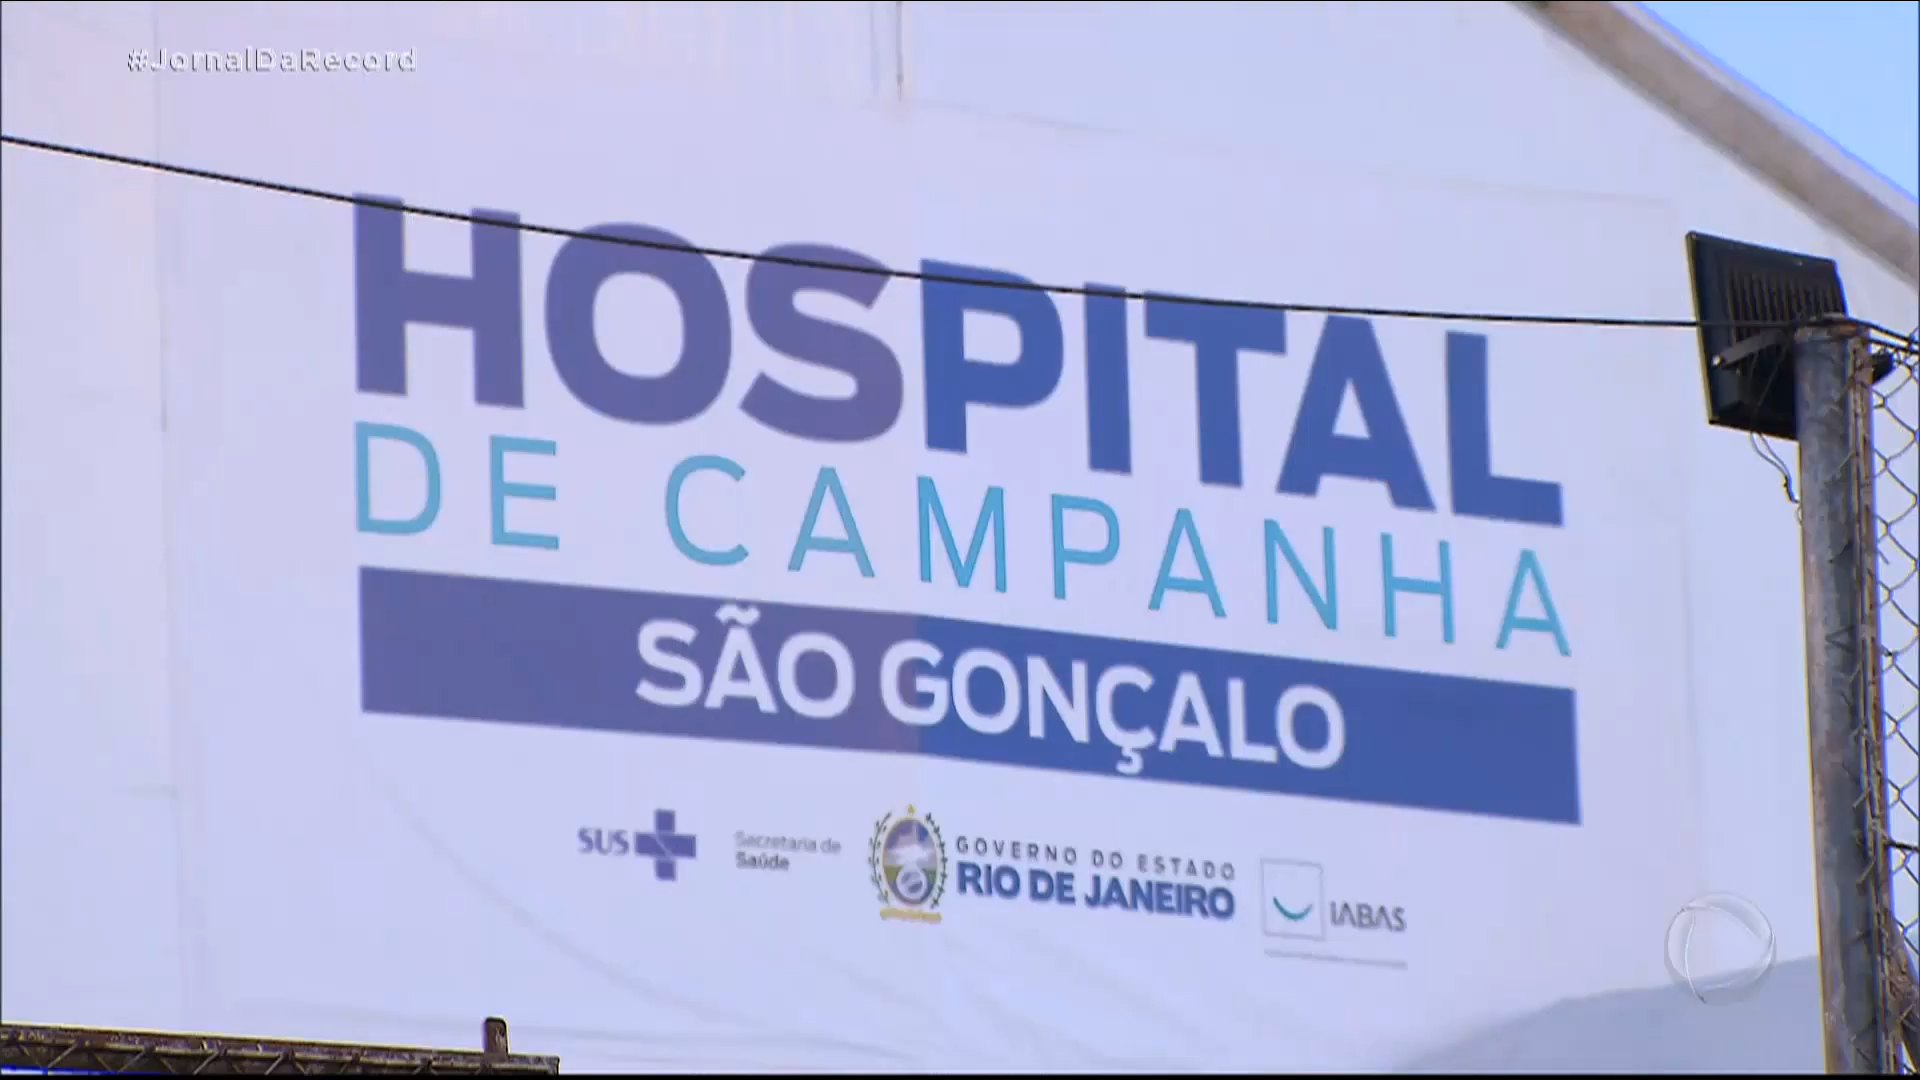 #JornalDaRecord
HOSPITAL
DE CAMPANHA
SÃO GONÇALO
SUS
Secretaria de
Saúde
GOVERNO DO ESTADO
RIO DE JANEIRO
IABAS